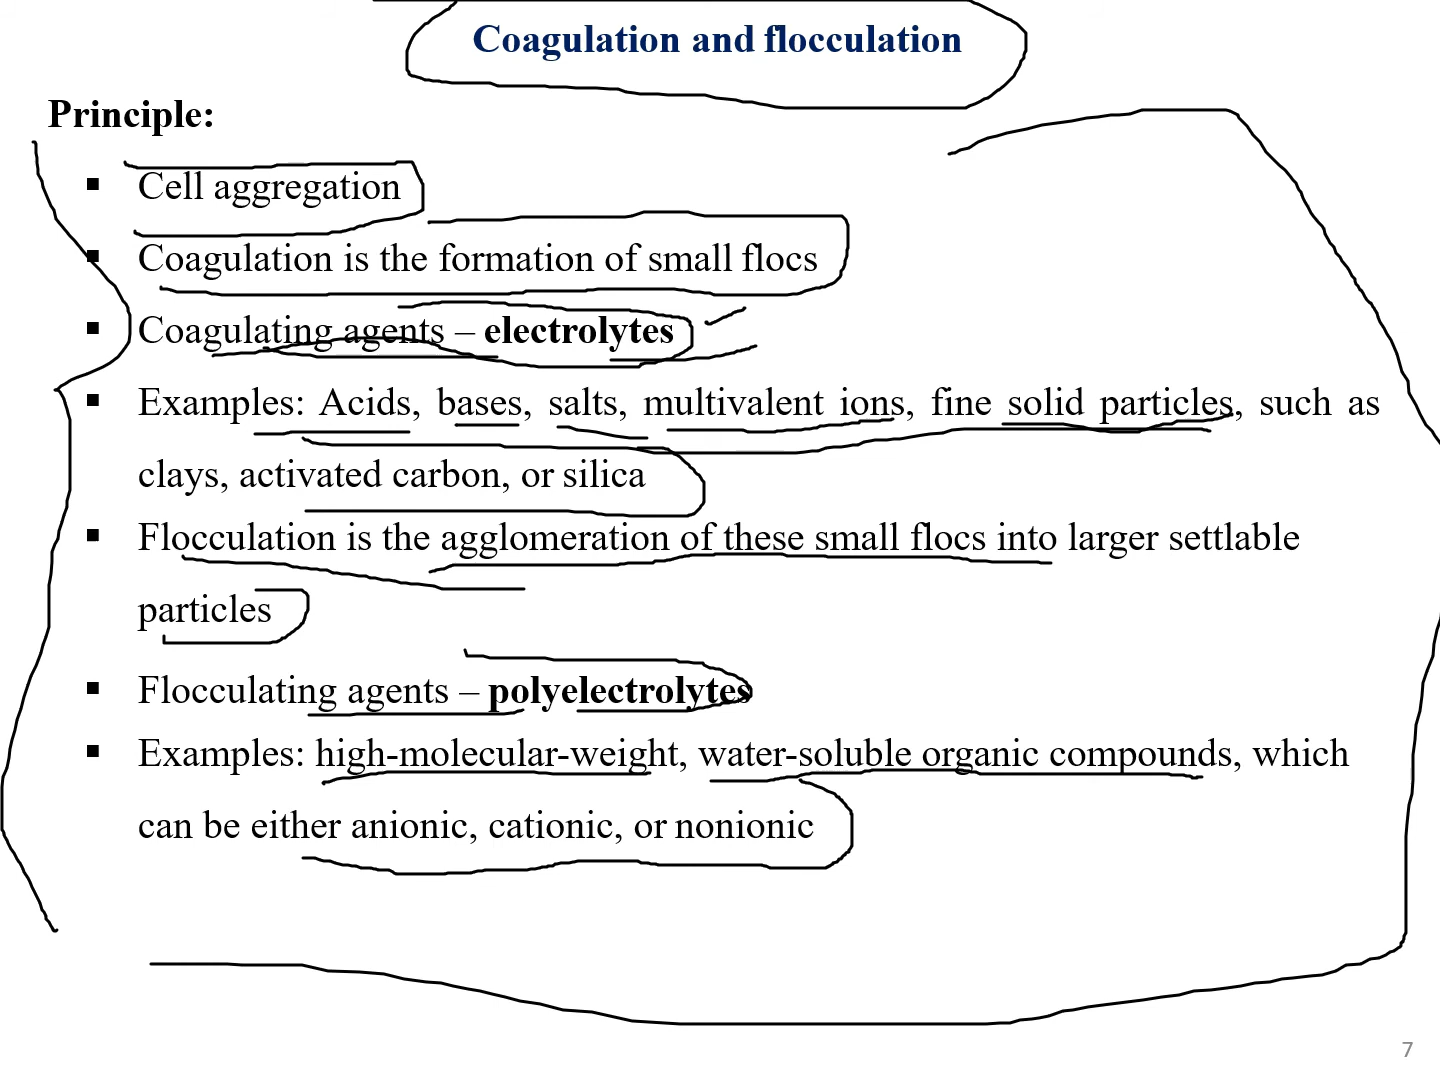 Coagulation and flocculation
Principle:
▪ Cell aggregation
▪ Coagulation is the formation of small flocs
▪ Coagulating agents – electrolytes
▪ Examples: Acids, bases, salts, multivalent ions, fine solid particles, such as
clays, activated carbon, or silica
▪ Flocculation is the agglomeration of these small flocs into larger settlable
particles
▪ Flocculating agents – polyelectrolytes
▪ Examples: high-molecular-weight, water-soluble organic compounds, which
can be either anionic, cationic, or nonionic
7